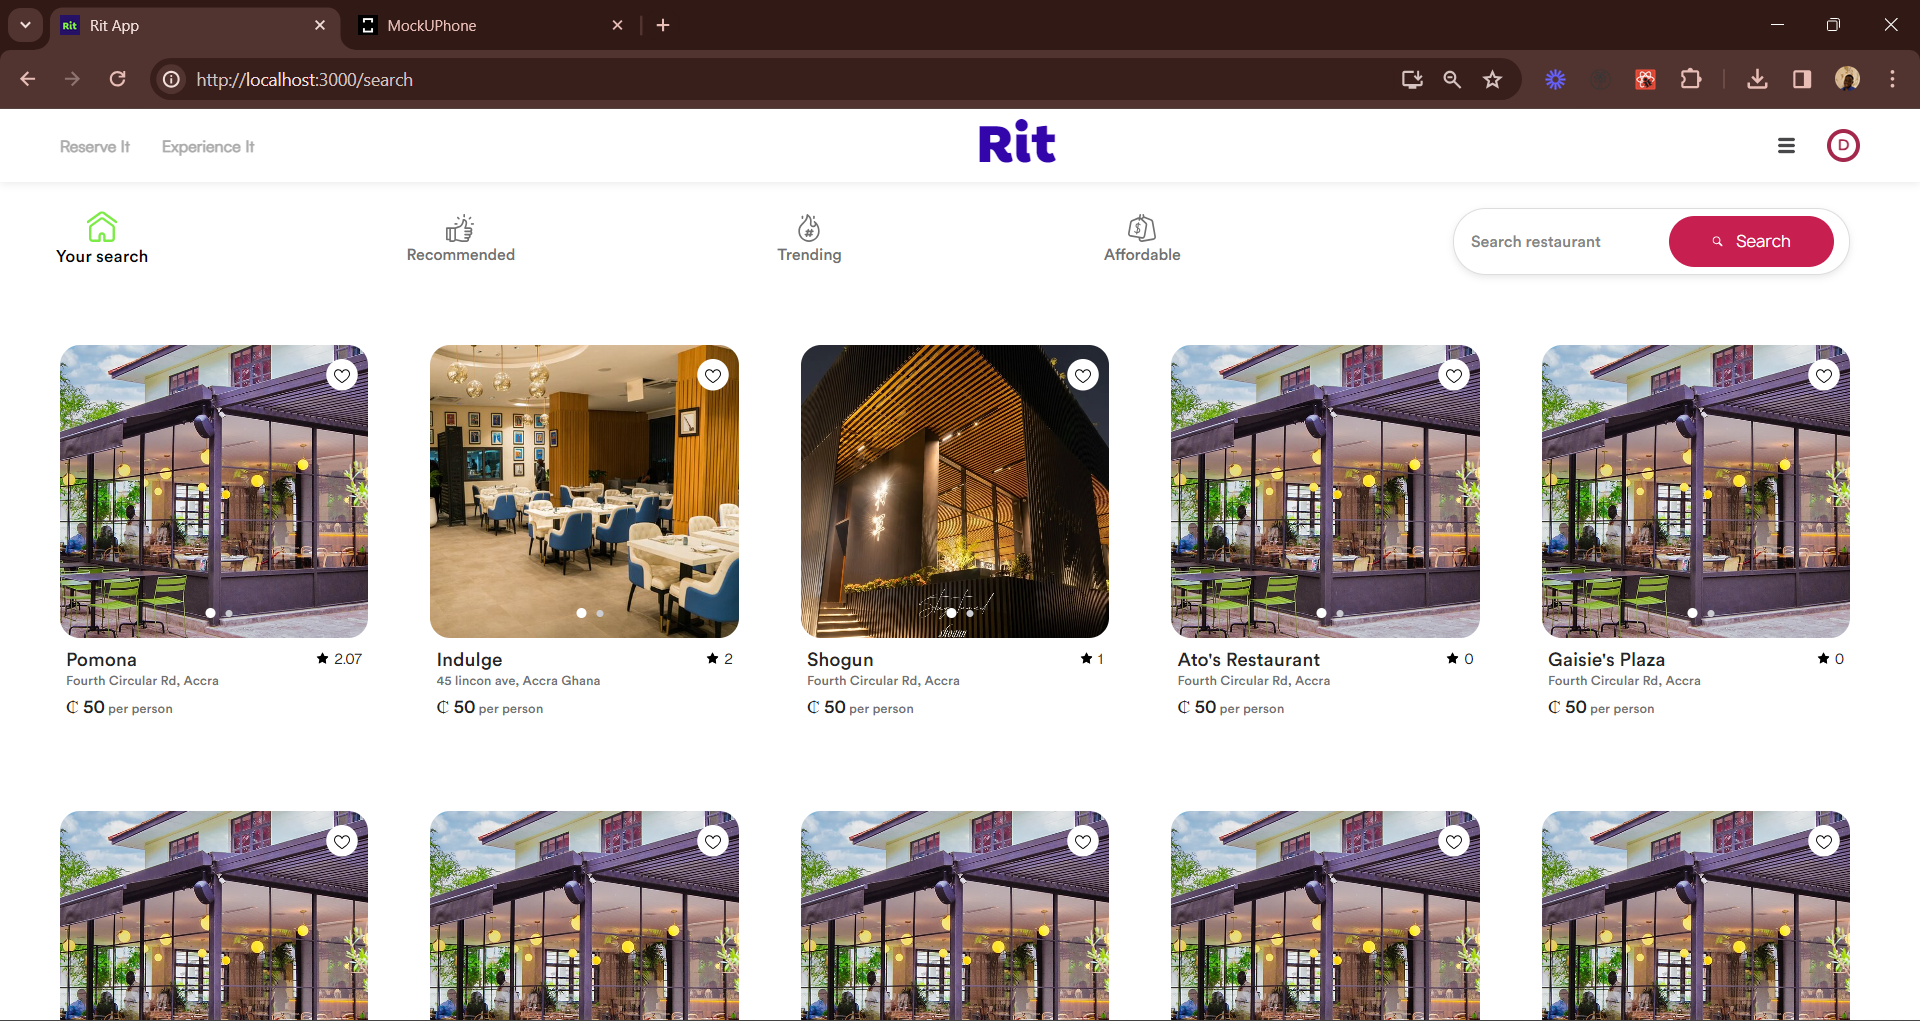 Rit Rit App
MockUPhone
http://localhost:3000/search
Reserve It Experience It
Rit
D
Your search
Recommended
Trending
Affordable
Search restaurant
Search
Pomona 2.07
Fourth Circular Rd, Accra
₵ 50 per person
Indulge 2
45 lincon ave, Accra Ghana
₵ 50 per person
Shogun 1
Fourth Circular Rd, Accra
₵ 50 per person
Ato's Restaurant 0
Fourth Circular Rd, Accra
₵ 50 per person
Gaisie's Plaza 0
Fourth Circular Rd, Accra
₵ 50 per person